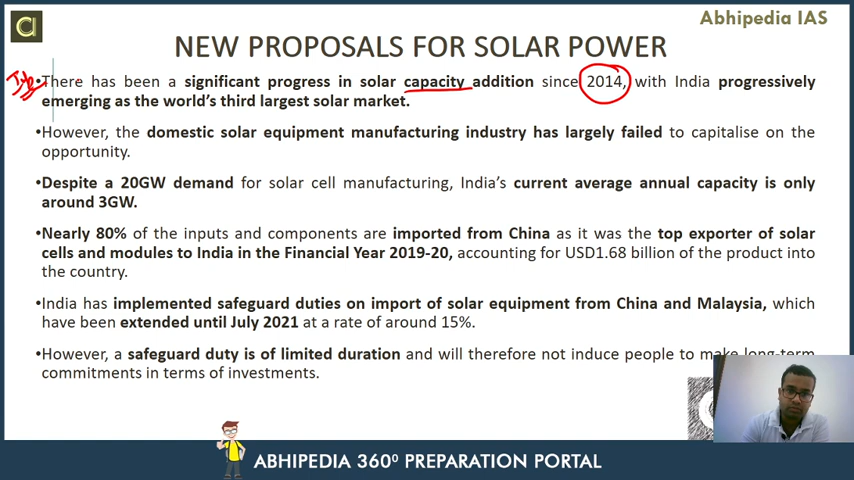 Abhipedia IAS
NEW PROPOSALS FOR SOLAR POWER
•There has been a significant progress in solar capacity addition since 2014, with India progressively
emerging as the world's third largest solar market.
•However, the domestic solar equipment manufacturing industry has largely failed to capitalise on the
opportunity.
•Despite a 20GW demand for solar cell manufacturing, India's current average annual capacity is only
around 3GW.
•Nearly 80% of the inputs and components are imported from China as it was the top exporter of solar
cells and modules to India in the Financial Year 2019-20, accounting for USD1.68 billion of the product into
the country.
•India has implemented safeguard duties on import of solar equipment from China and Malaysia, which
have been extended until July 2021 at a rate of around 15%.
•However, a safeguard duty is of limited duration and will therefore not induce people to make long-term
commitments in terms of investments.
ABHIPEDIA 360⁰ PREPARATION PORTAL